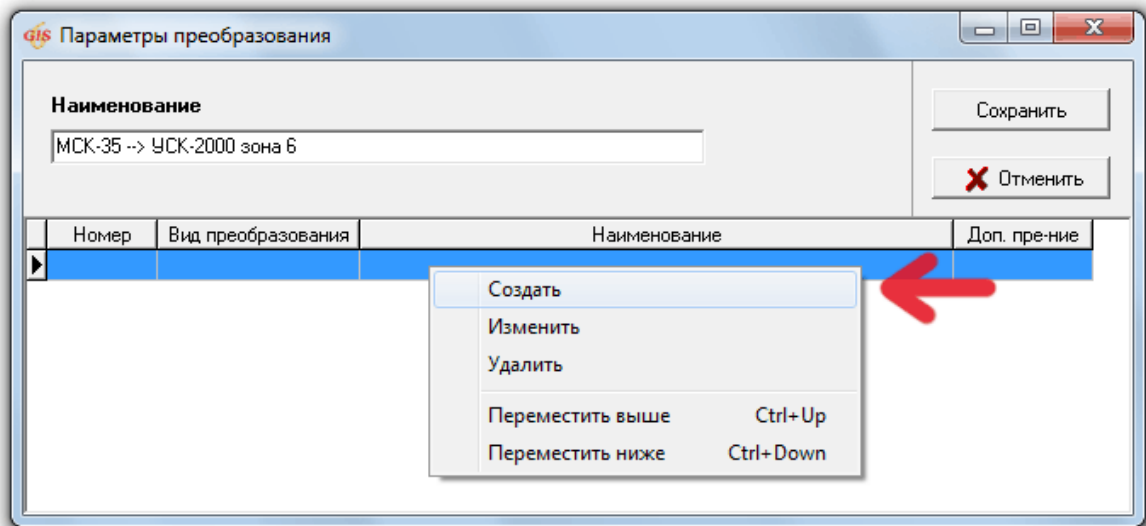 GIS Параметры преобразования
Наименование
МСК-35 --> УСК-2000 зона 6
Сохранить
Отменить
Номер Вид преобразования Наименование Доп. пре-ние
Создать
Изменить
Удалить
Переместить выше Ctrl+Up
Переместить ниже Ctrl+Down